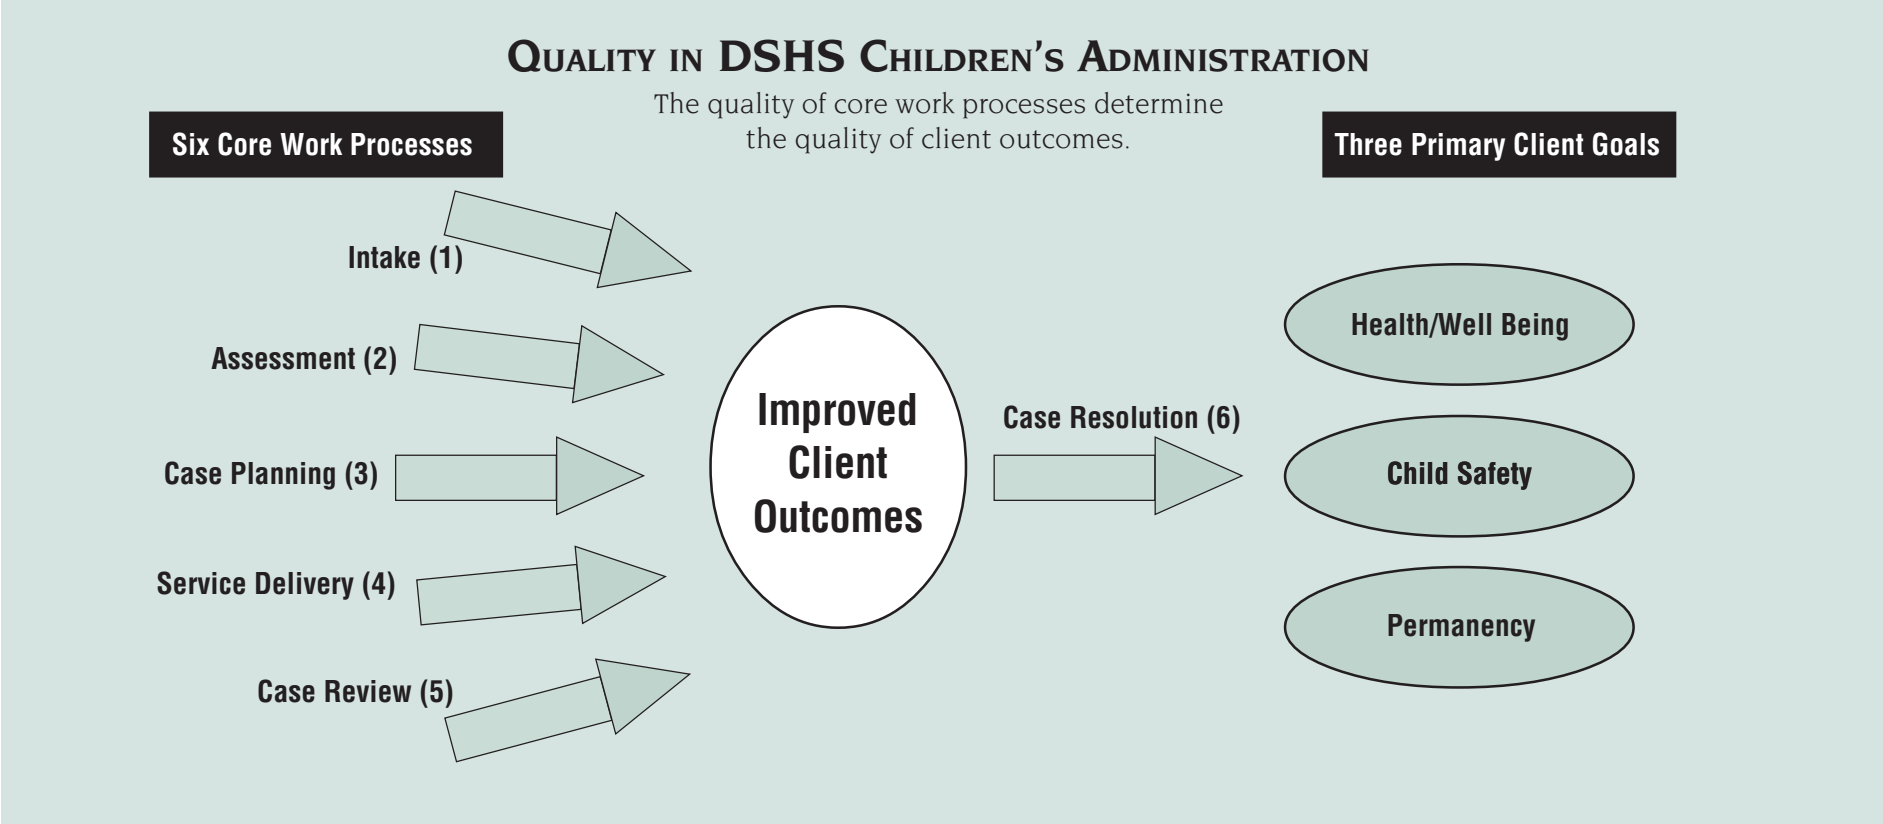 QUALITY IN DSHS CHILDREN'S ADMINISTRATION
The quality of core work processes determine
the quality of client outcomes.
Six Core Work Processes
Three Primary Client Goals
Intake (1)
Assessment (2)
Case Planning (3)
Service Delivery (4)
Case Review (5)
Improved
Client
Outcomes
Case Resolution (6)
Health/Well Being
Child Safety
Permanency